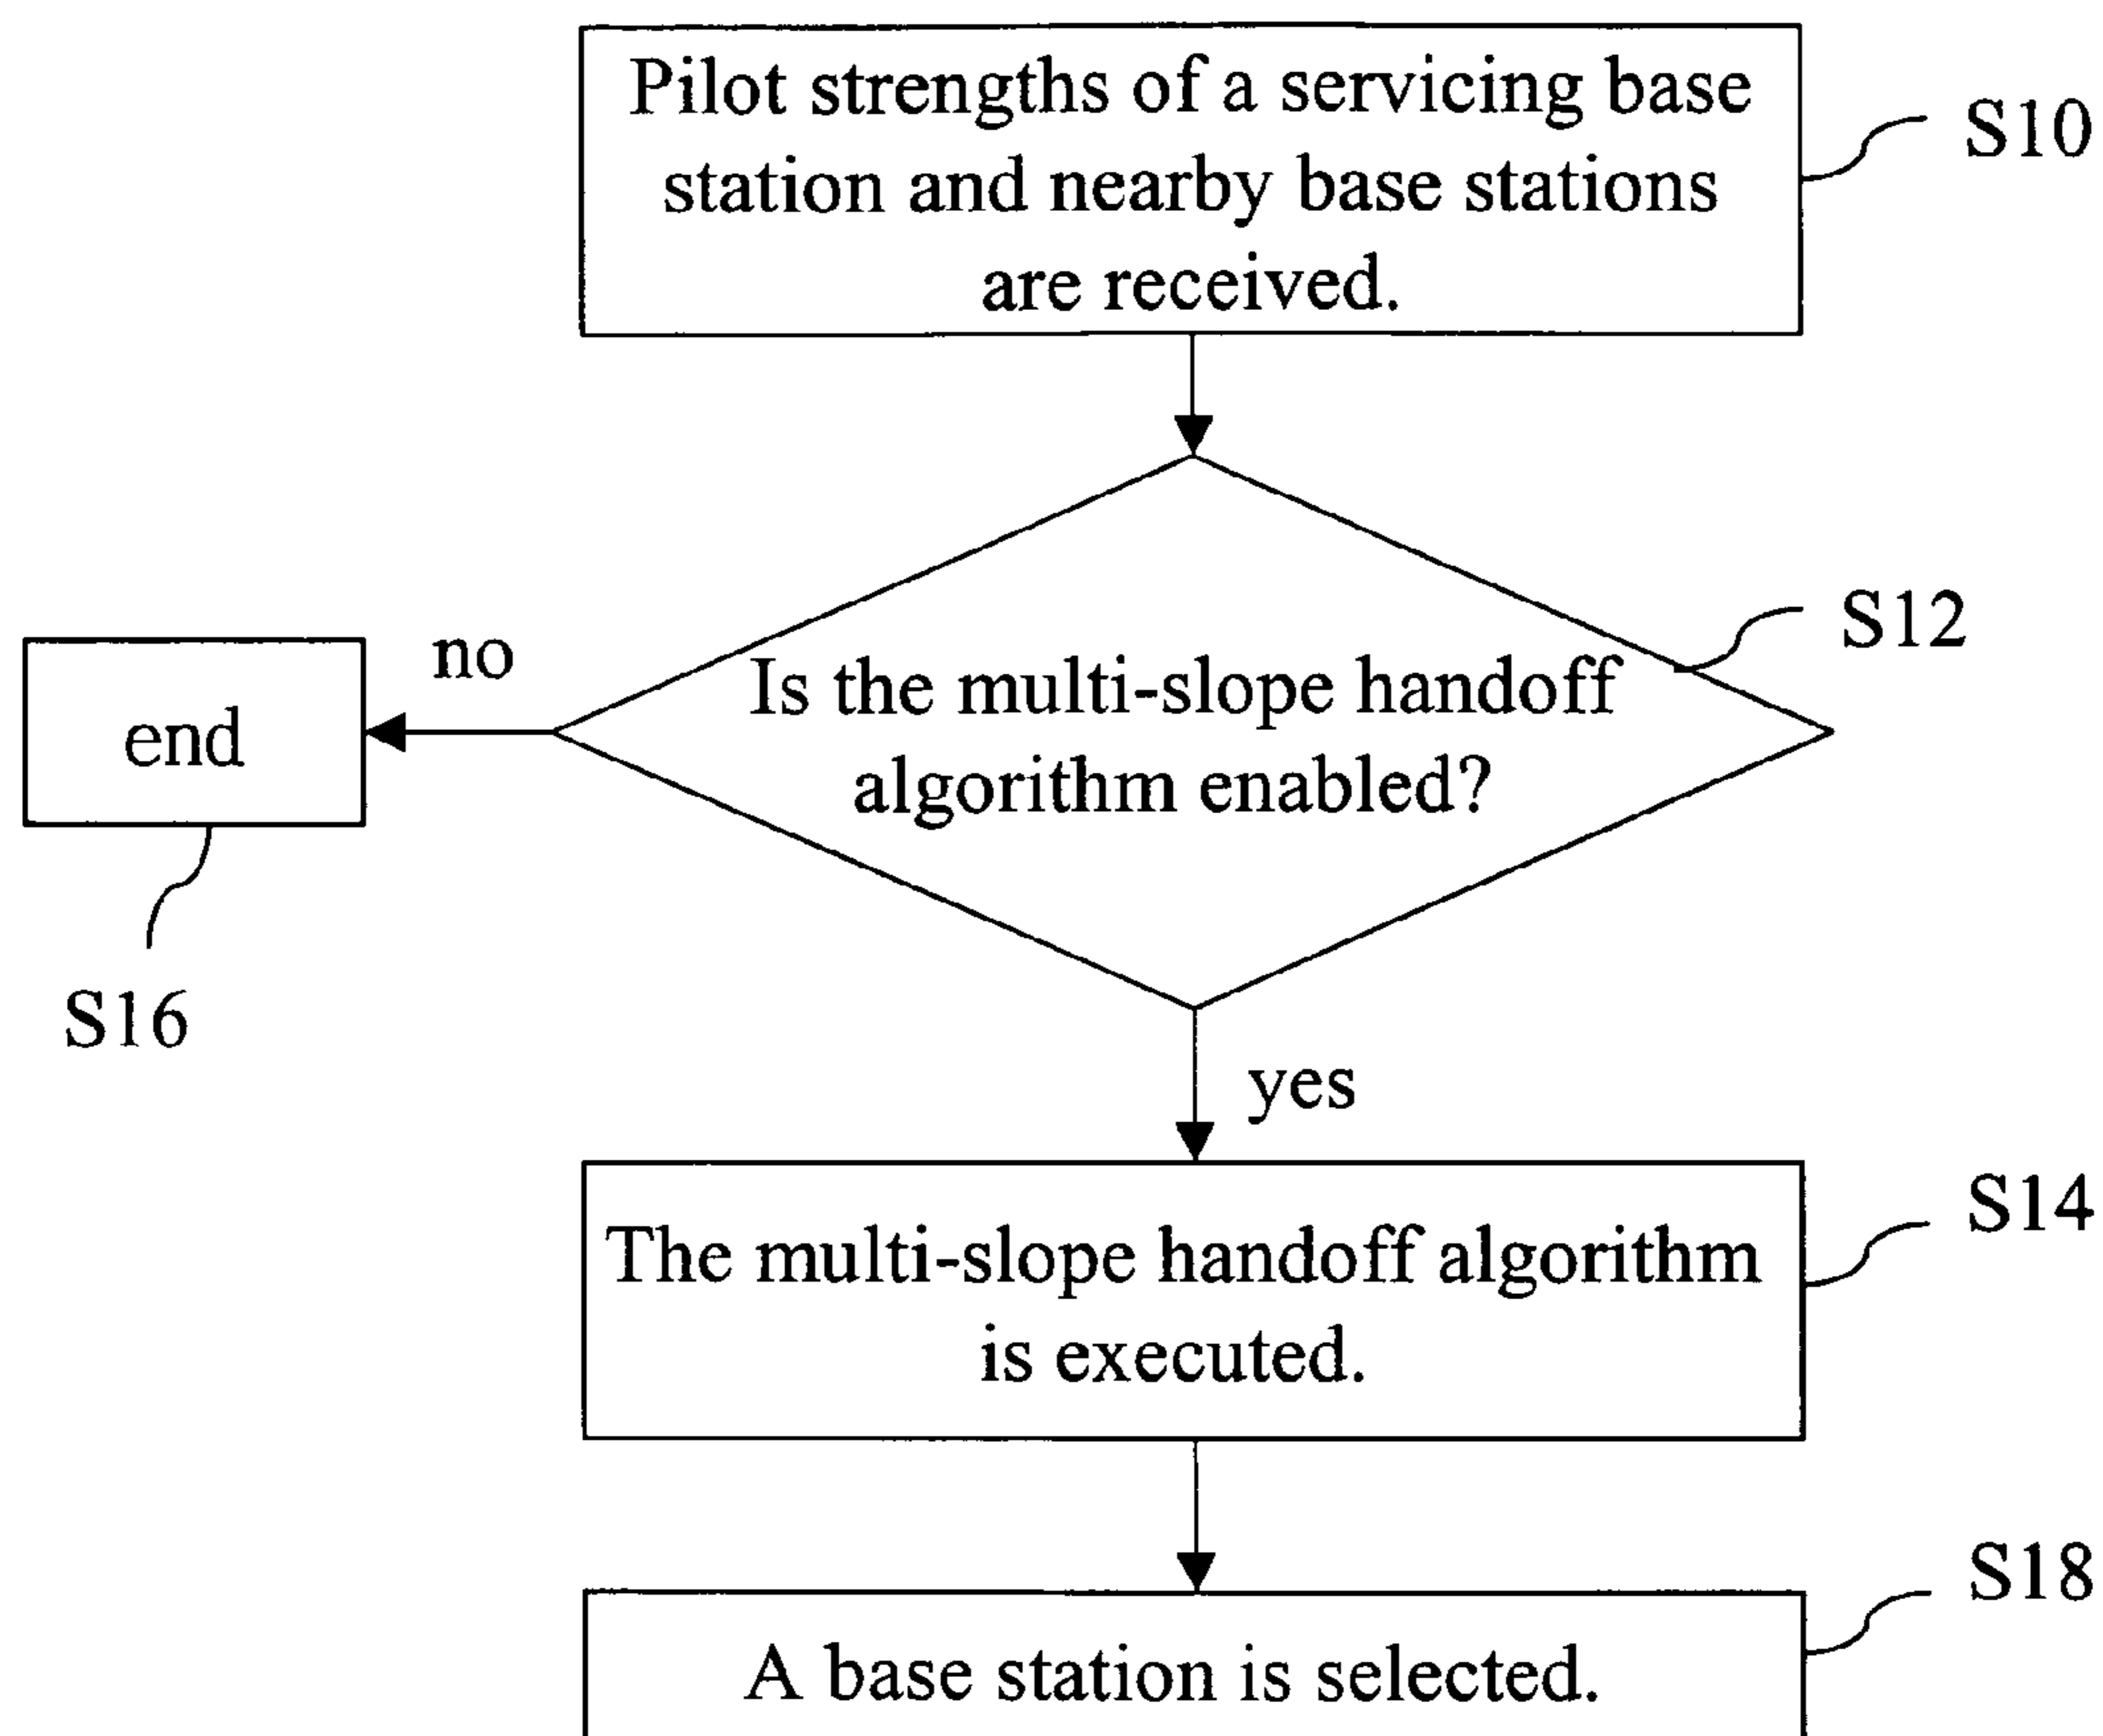 Pilot strengths of a servicing base
station and nearby base stations
are received.
S10
Is the multi-slope handoff
algorithm enabled?
S12
no
end
S16
yes
The multi-slope handoff algorithm
is executed.
S14
A base station is selected.
S18